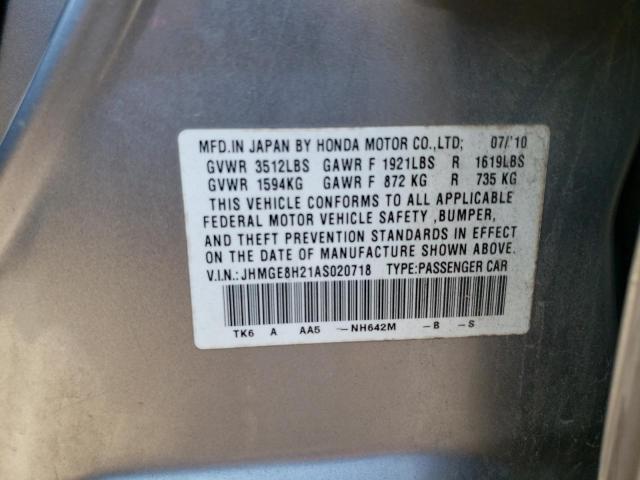 MFD.IN JAPAN BY HONDA MOTOR CO.,LTD; 07/'10
GVWR 3512LBS GAWR F 1921LBS R 1619LBS
GVWR 1594KG GAWR F 872 KG R 735 KG
THIS VEHICLE CONFORMS TO ALL APPLICABLE
FEDERAL MOTOR VEHICLE SAFETY ,BUMPER,
AND THEFT PREVENTION STANDARDS IN EFFECT
ON THE DATE OF MANUFACTURE SHOWN ABOVE.
V.I.N.: JHMGE8H21AS020718 TYPE:PASSENGER CAR
TK6 A AA5 -NH642M -B -S